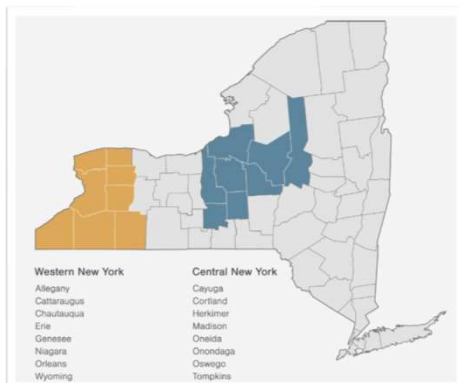 Western New York
Allegany
Cattaraugus
Chautauqua
Erie
Genesee
Niagara
Orleans
Wyoming
Central New York
Cayuga
Cortland
Herkimer
Madison
Oneida
Onondaga
Oswego
Tompkins